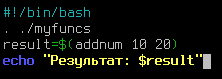 #!/bin/bash
. ./myfuncs
result=$(addnum 10 20)
echo "Результат: $result"